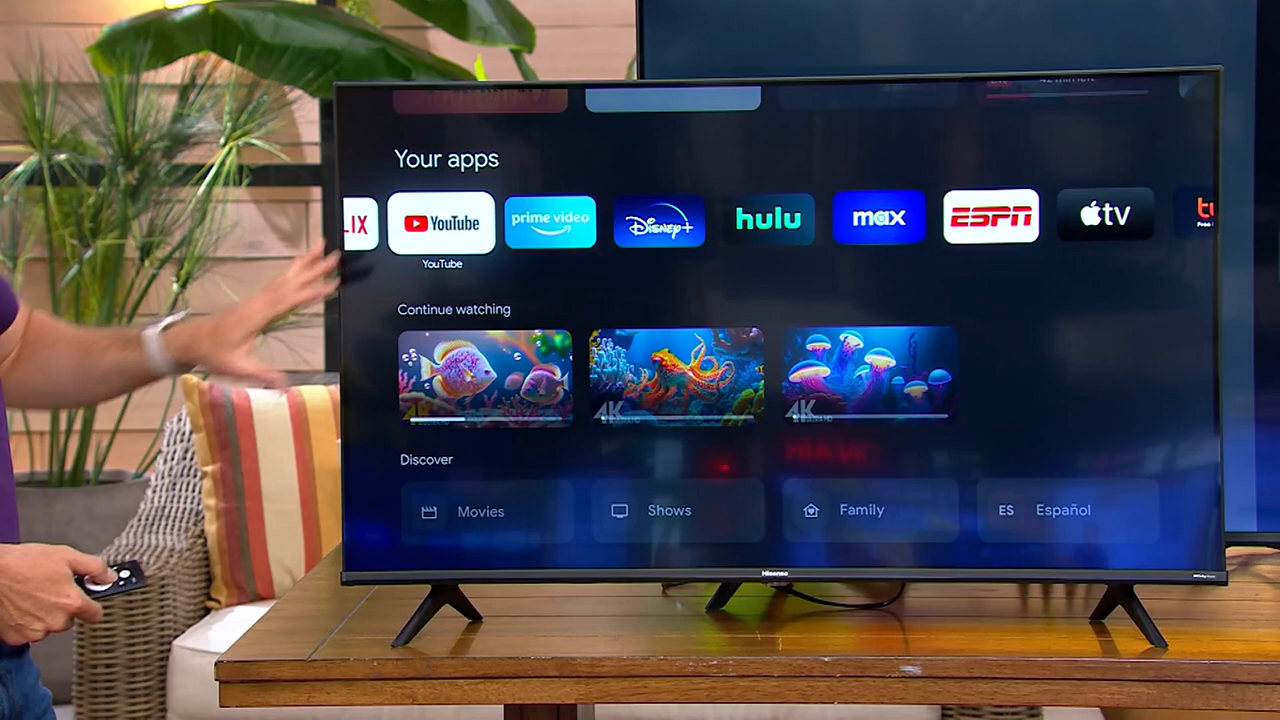 Your apps
LIX
YouTube
prime video
Disney+
hulu
max
ESPN
tv
YouTube
Continue watching
4K
4K
4K
Discover
Movies
Shows
Family
ES Español
Hisense